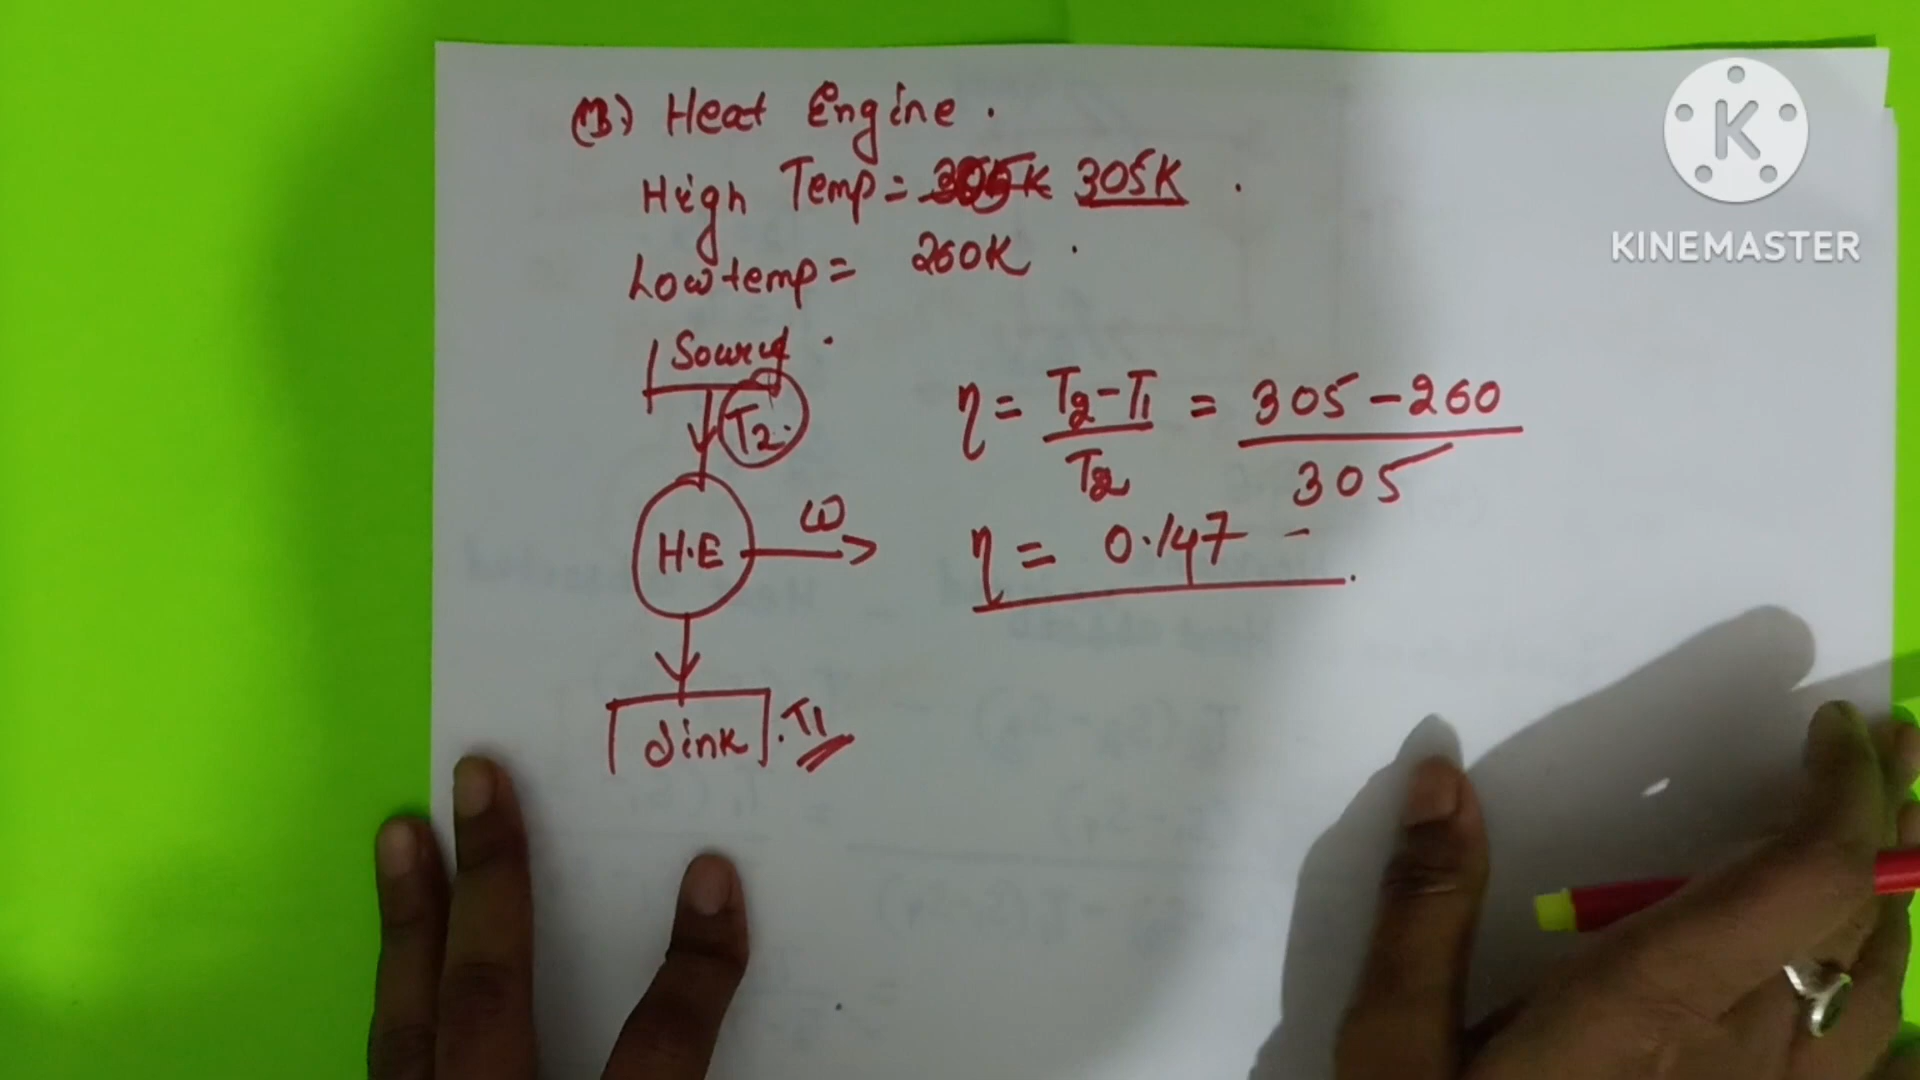 (B) Heat Engine.
High Temp = 305K 305K
Low temp = 260K
Source
T2
H.E
W
Sink
T1
η = T2-T1 / T2 = 305-260 / 305
η = 0.147
K
KINEMASTER